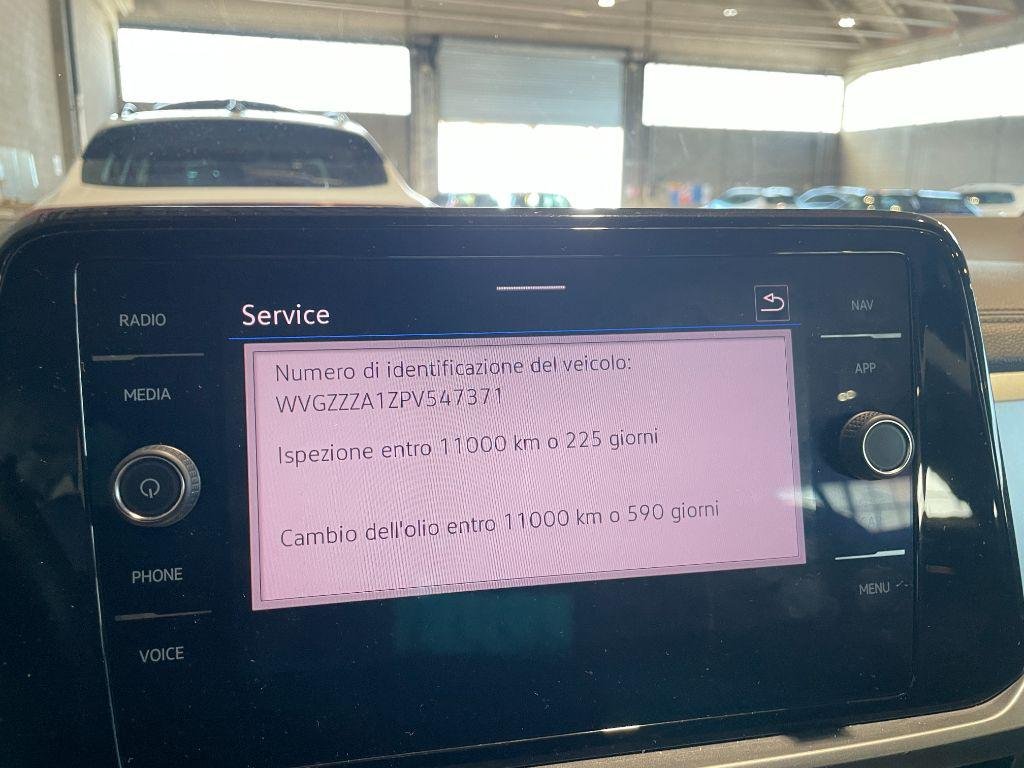 RADIO
MEDIA
PHONE
VOICE
Service
Numero di identificazione del veicolo:
WVGZZZA1ZPV547371
Ispezione entro 11000 km o 225 giorni
Cambio dell'olio entro 11000 km o 590 giorni
NAV
APP
MENU